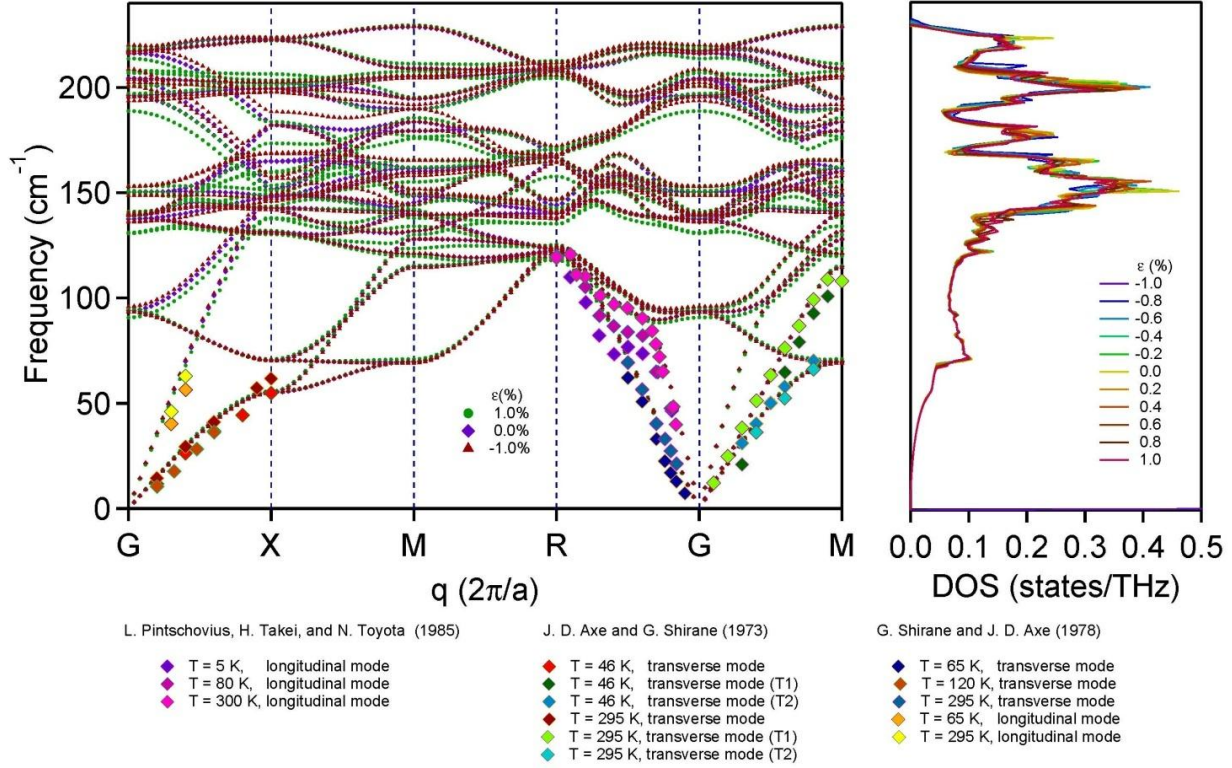 Frequency (cm-1)
200
150
100
50
0
ε(%)
1.0%
0.0%
-1.0%
G
X
M
R
G
M
q (2π/a)
ε (%)
-1.0
-0.8
-0.6
-0.4
-0.2
0.0
0.2
0.4
0.6
0.8
1.0
0.0
0.1
0.2
0.3
0.4
0.5
DOS (states/THz)
L. Pintschovius, H. Takei, and N. Toyota (1985)
T = 5 K, longitudinal mode
T = 80 K, longitudinal mode
T = 300 K, longitudinal mode
J. D. Axe and G. Shirane (1973)
T = 46 K, transverse mode
T = 46 K, transverse mode (T1)
T = 46 K, transverse mode (T2)
T = 295 K, transverse mode
T = 295 K, transverse mode (T1)
T = 295 K, transverse mode (T2)
G. Shirane and J. D. Axe (1978)
T = 65 K, transverse mode
T = 120 K, transverse mode
T = 295 K, transverse mode
T = 65 K, longitudinal mode
T = 295 K, longitudinal mode